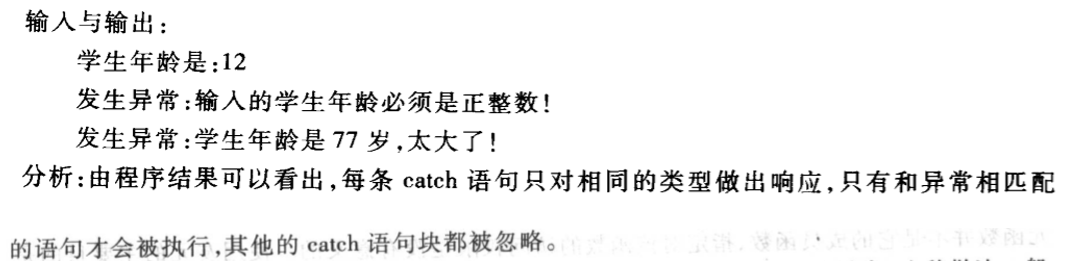 输入与输出：
学生年龄是：12
发生异常：输入的学生年龄必须是正整数！
发生异常：学生年龄是 77 岁，太大了！
分析：由程序结果可以看出，每条 catch 语句只对相同的类型做出响应，只有和异常相匹配
的语句才会被执行，其他的 catch 语句块都被忽略。